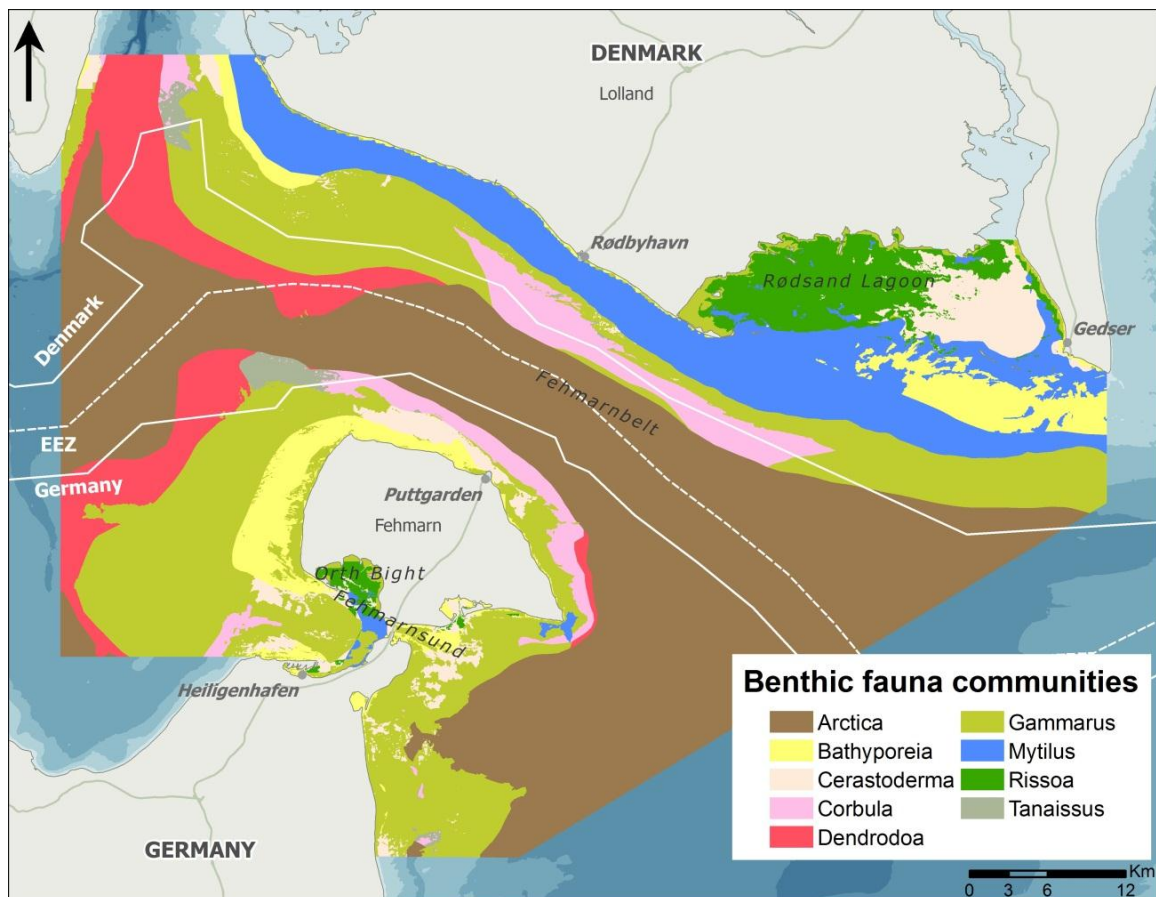 DENMARK
Lolland
Rødbyhavn
Rødsand Lagoon
Gedser
Denmark
Fehmarnbelt
EEZ
Germany
Puttgarden
Fehmarn
Orth Bight
Fehmarnsund
Heiligenhafen
GERMANY
Benthic fauna communities
Arctica
Bathyporeia
Cerastoderma
Corbula
Dendrodoa
Gammarus
Mytilus
Rissoa
Tanaissus
Km
0 3 6 12